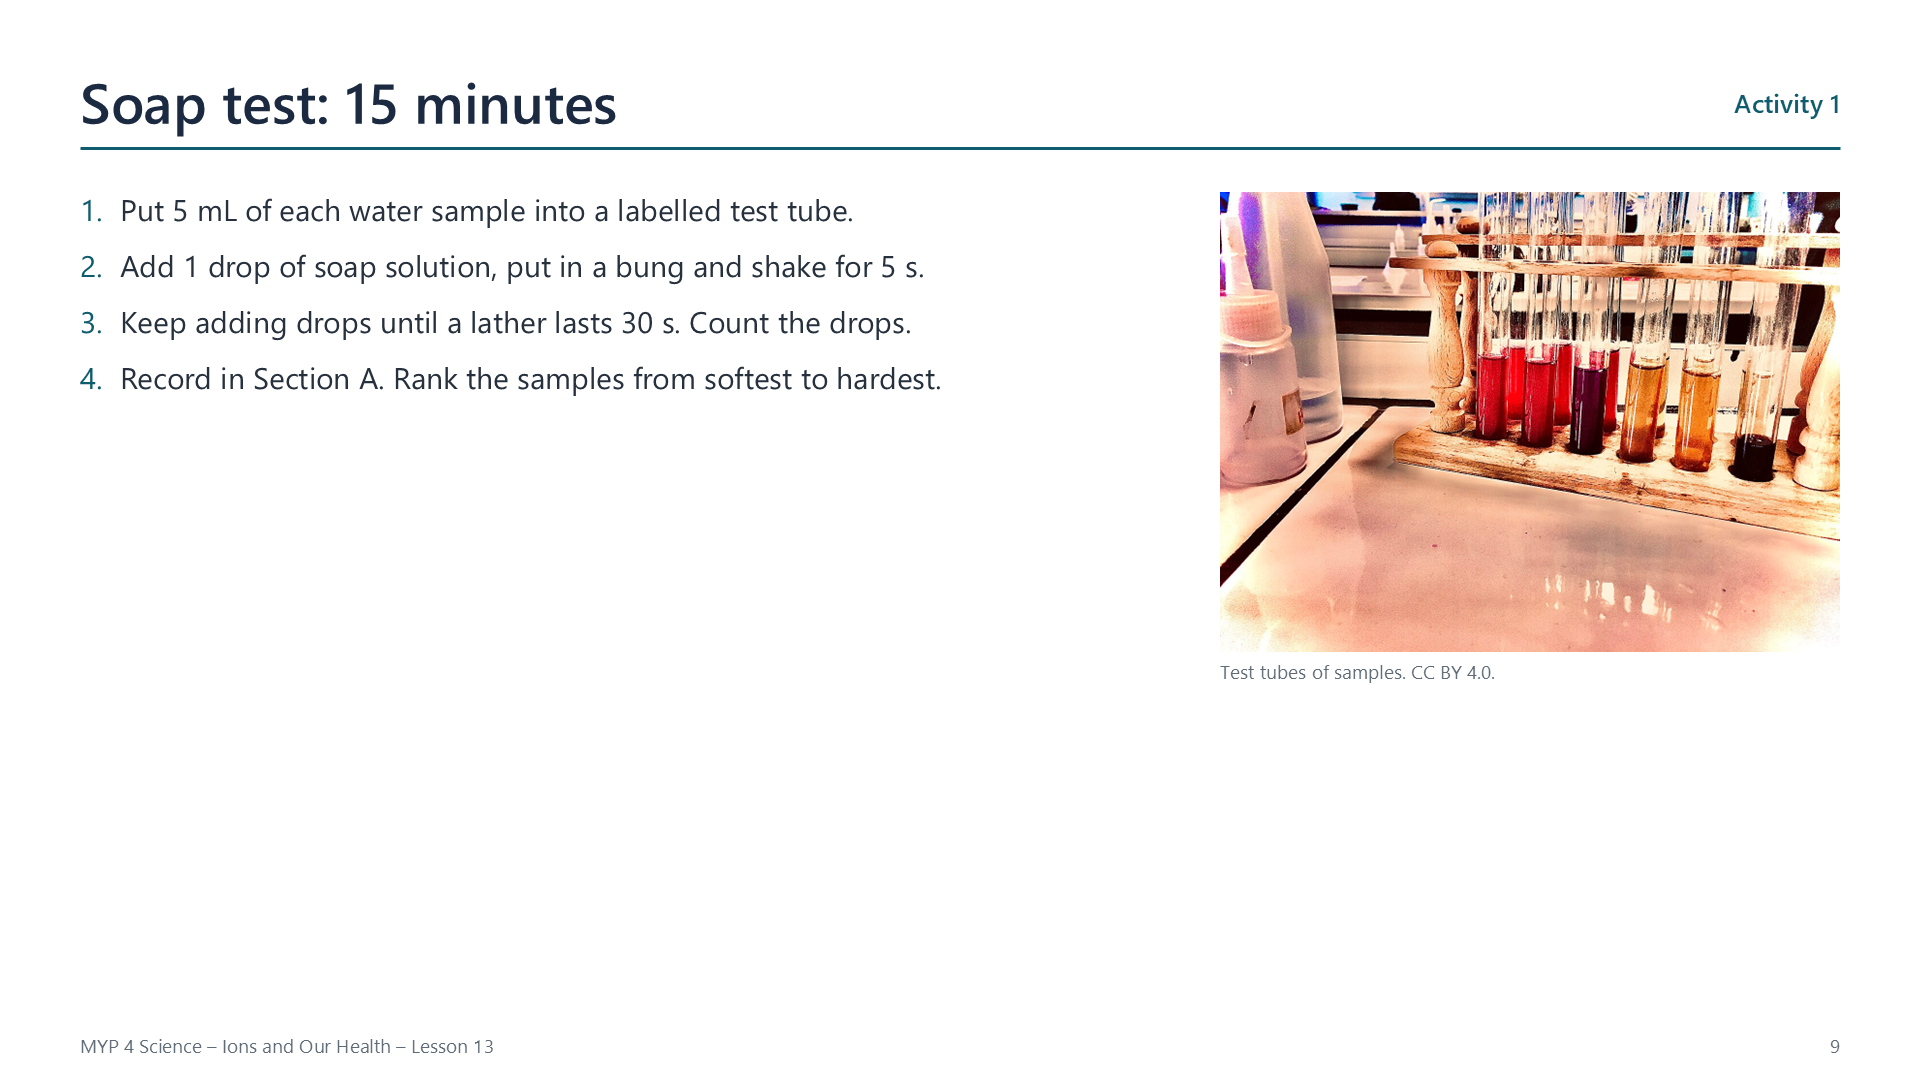 Soap test: 15 minutes
Activity 1
1. Put 5 mL of each water sample into a labelled test tube.
2. Add 1 drop of soap solution, put in a bung and shake for 5 s.
3. Keep adding drops until a lather lasts 30 s. Count the drops.
4. Record in Section A. Rank the samples from softest to hardest.
Test tubes of samples. CC BY 4.0.
MYP 4 Science – Ions and Our Health – Lesson 13
9